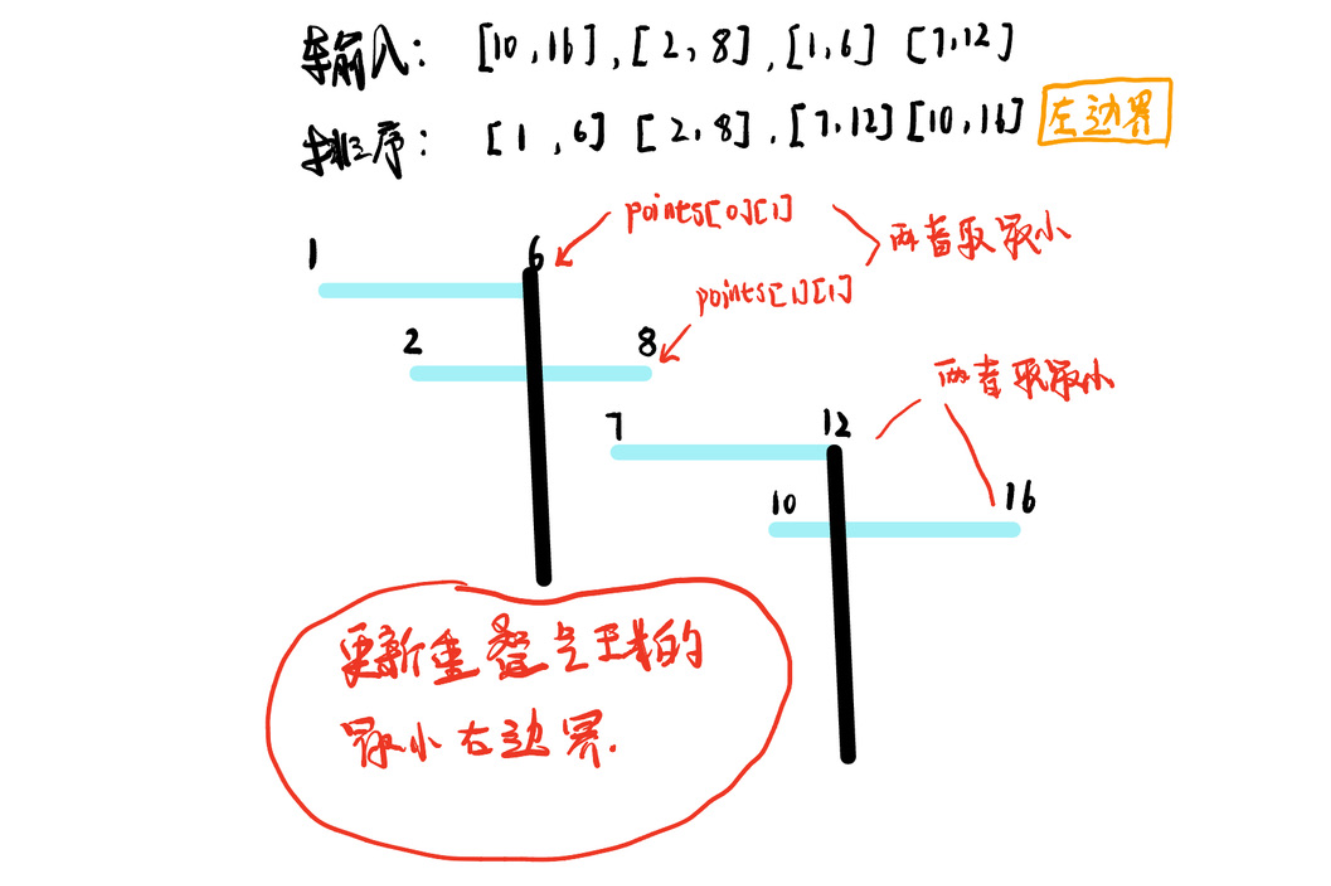 输入： [10,16],[2,8],[1,6] [7,12]
排序： [1,6] [2,8],[7,12][10,16] 左边界
points[0][1]
两者取最小
1 6
points[1][1]
2 8
两者取最小
7 12
10 16
更新重叠气球的
最小右边界.